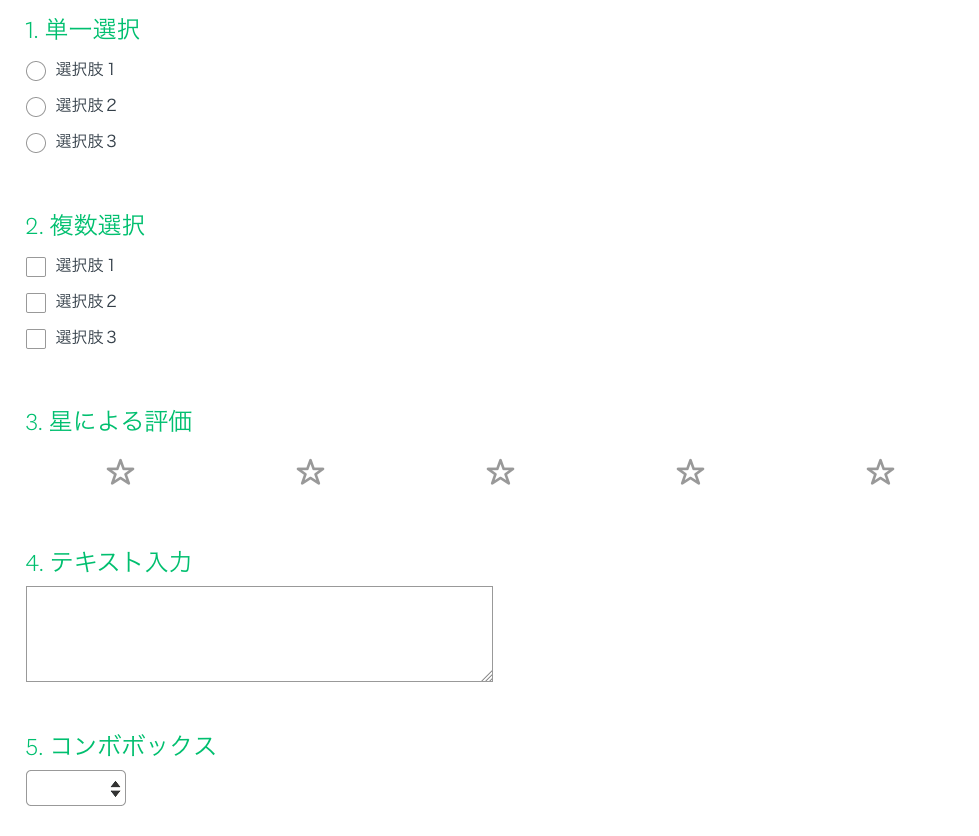 1. 単一選択
選択肢１
選択肢２
選択肢３
2. 複数選択
選択肢１
選択肢２
選択肢３
3. 星による評価
4. テキスト入力
5. コンボボックス